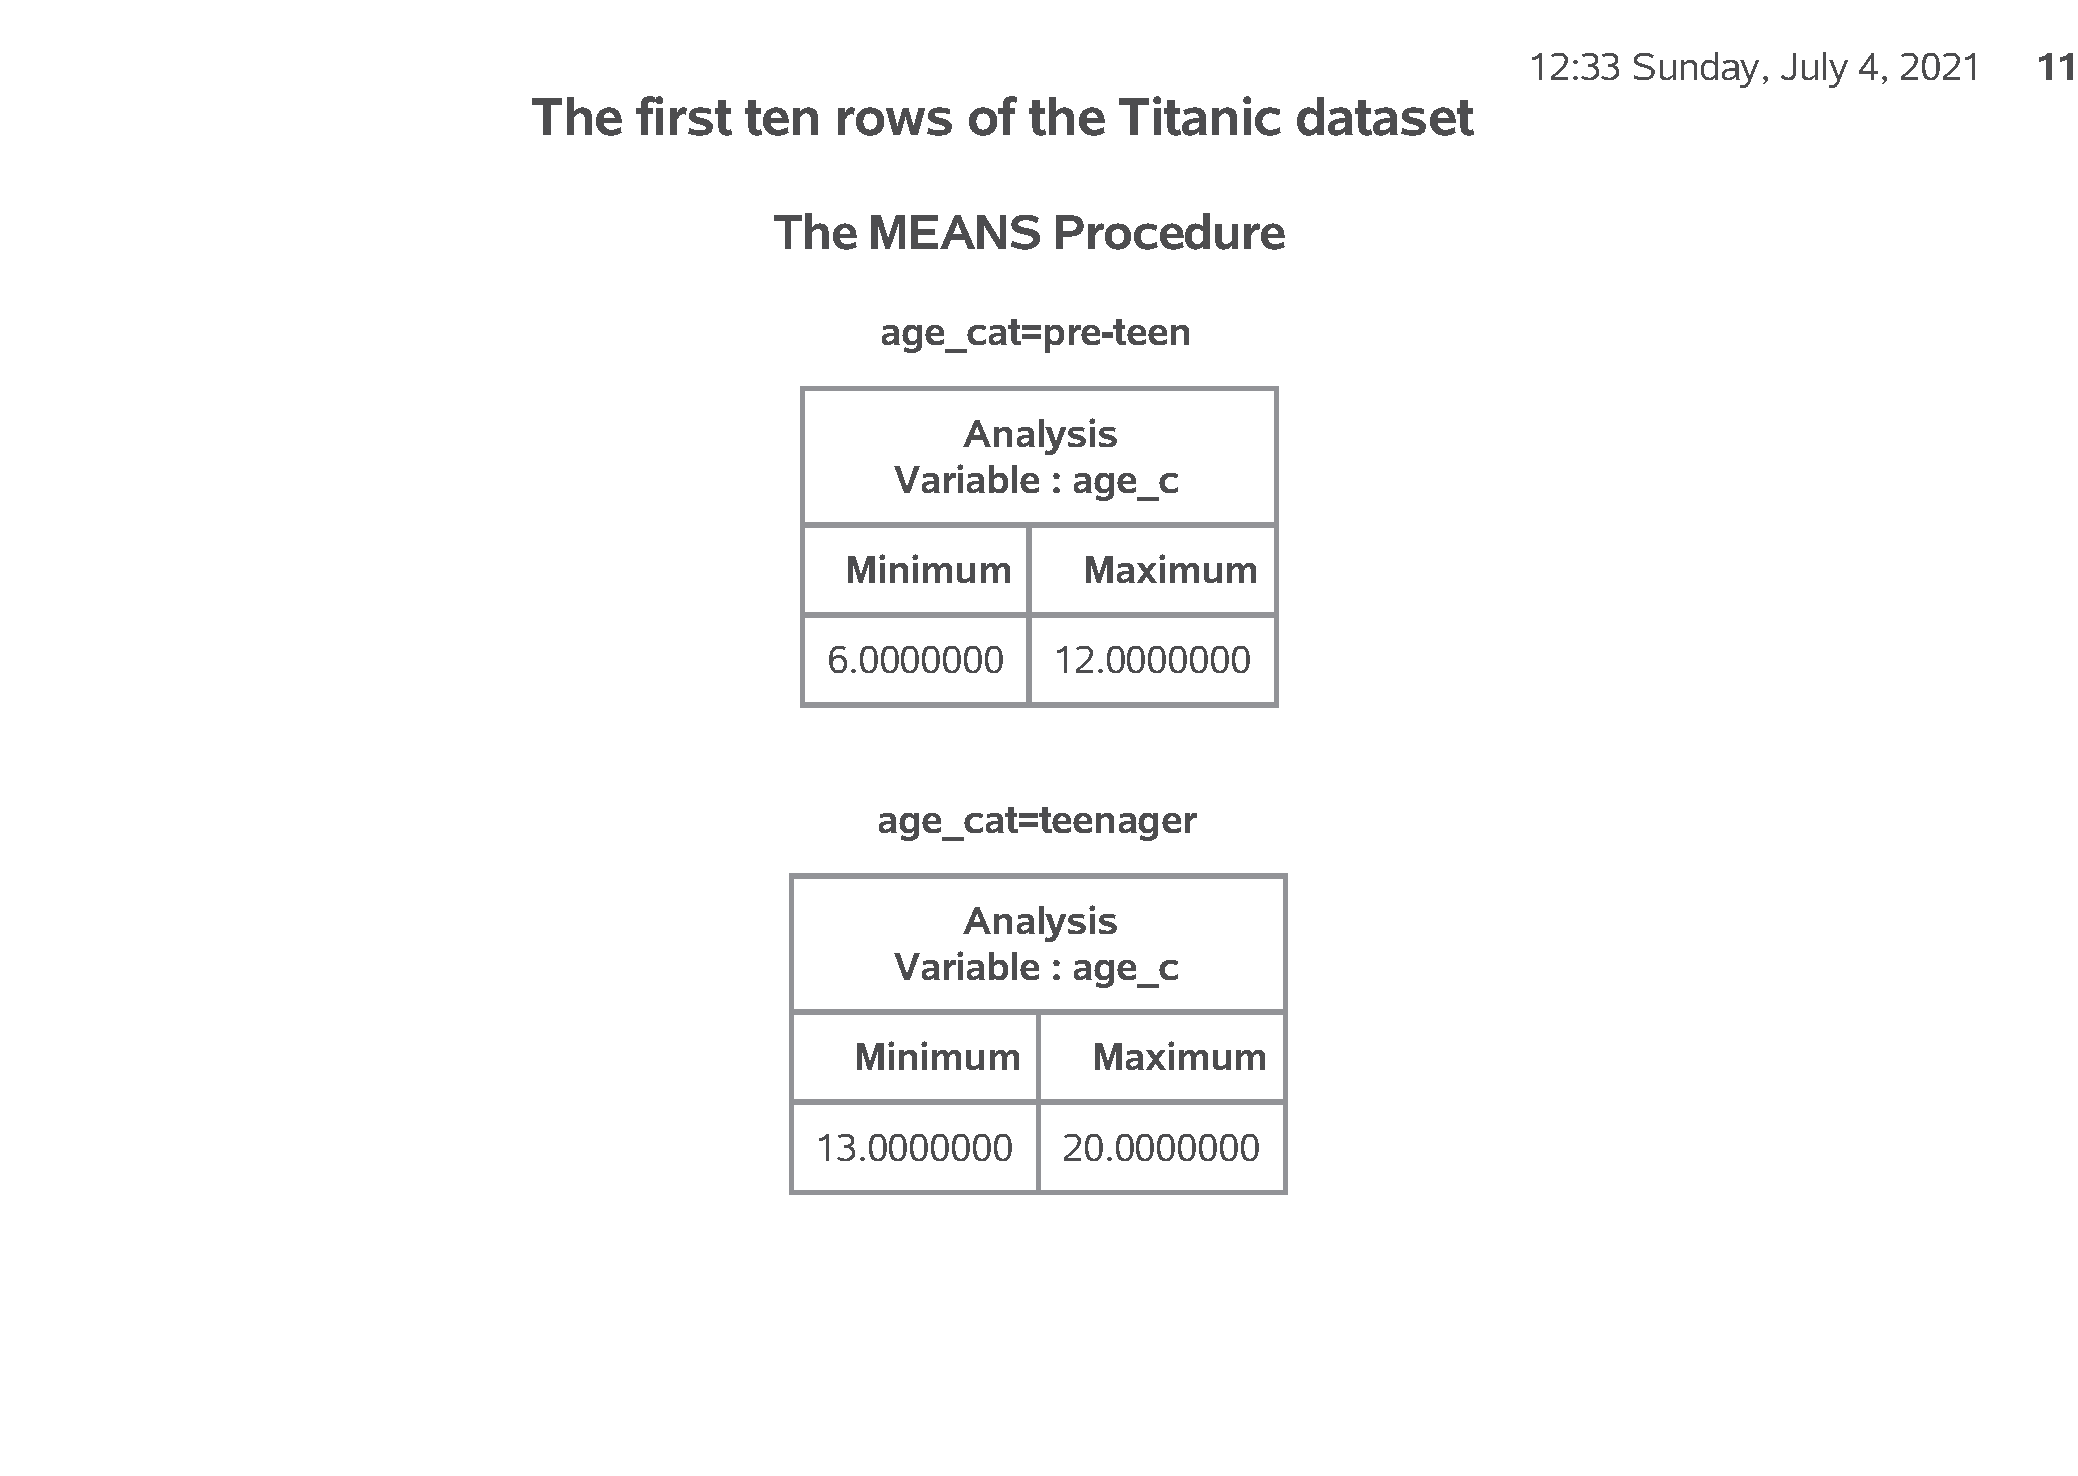 12:33 Sunday, July 4, 2021 11
The first ten rows of the Titanic dataset
The MEANS Procedure
age_cat=pre-teen
Analysis
Variable : age_c
Minimum Maximum
6.0000000 12.0000000
age_cat=teenager
Analysis
Variable : age_c
Minimum Maximum
13.0000000 20.0000000